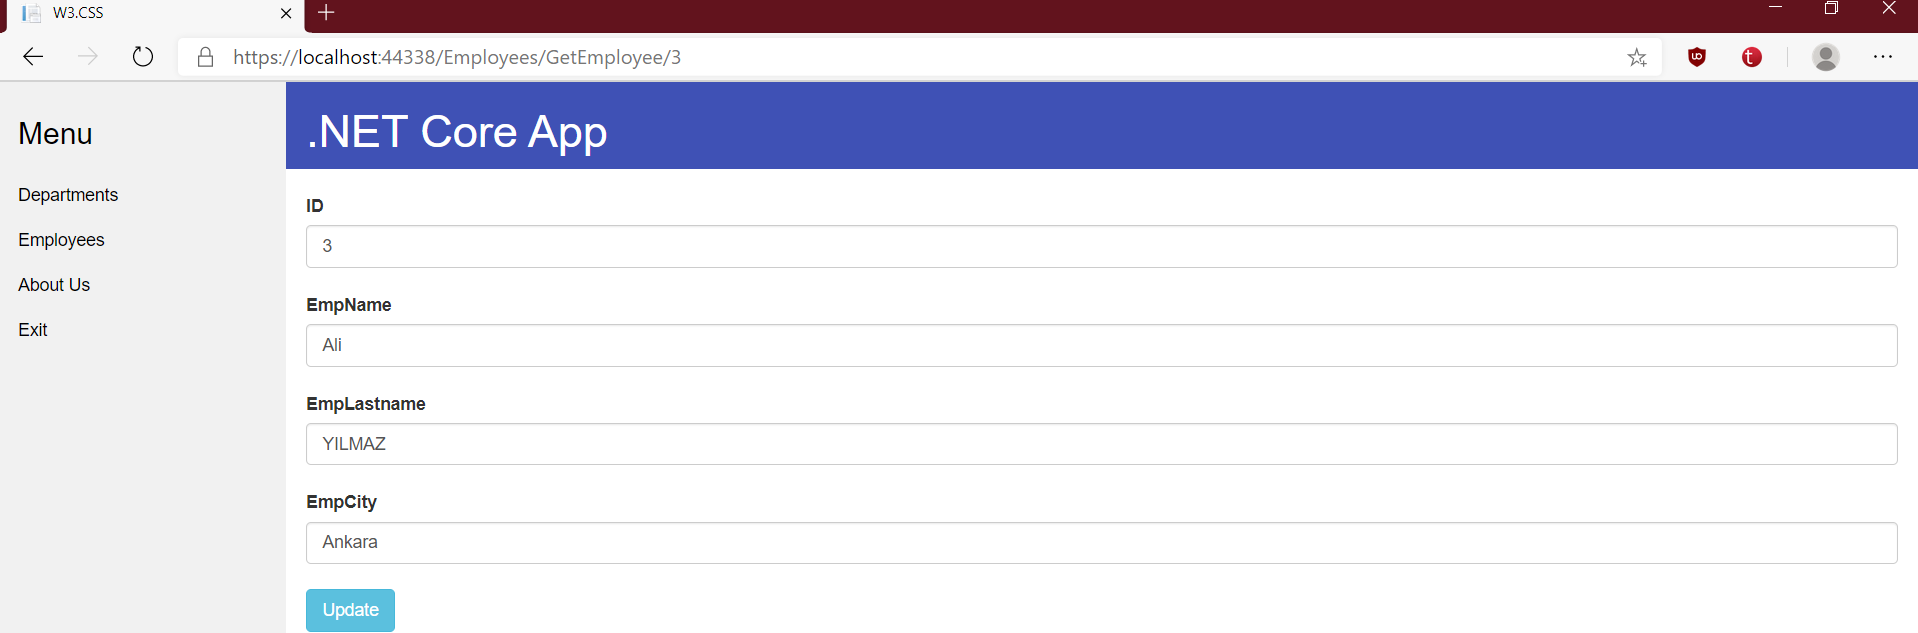 W3.CSS
https://localhost:44338/Employees/GetEmployee/3
Menu
Departments
Employees
About Us
Exit
.NET Core App
ID
3
EmpName
Ali
EmpLastname
YILMAZ
EmpCity
Ankara
Update